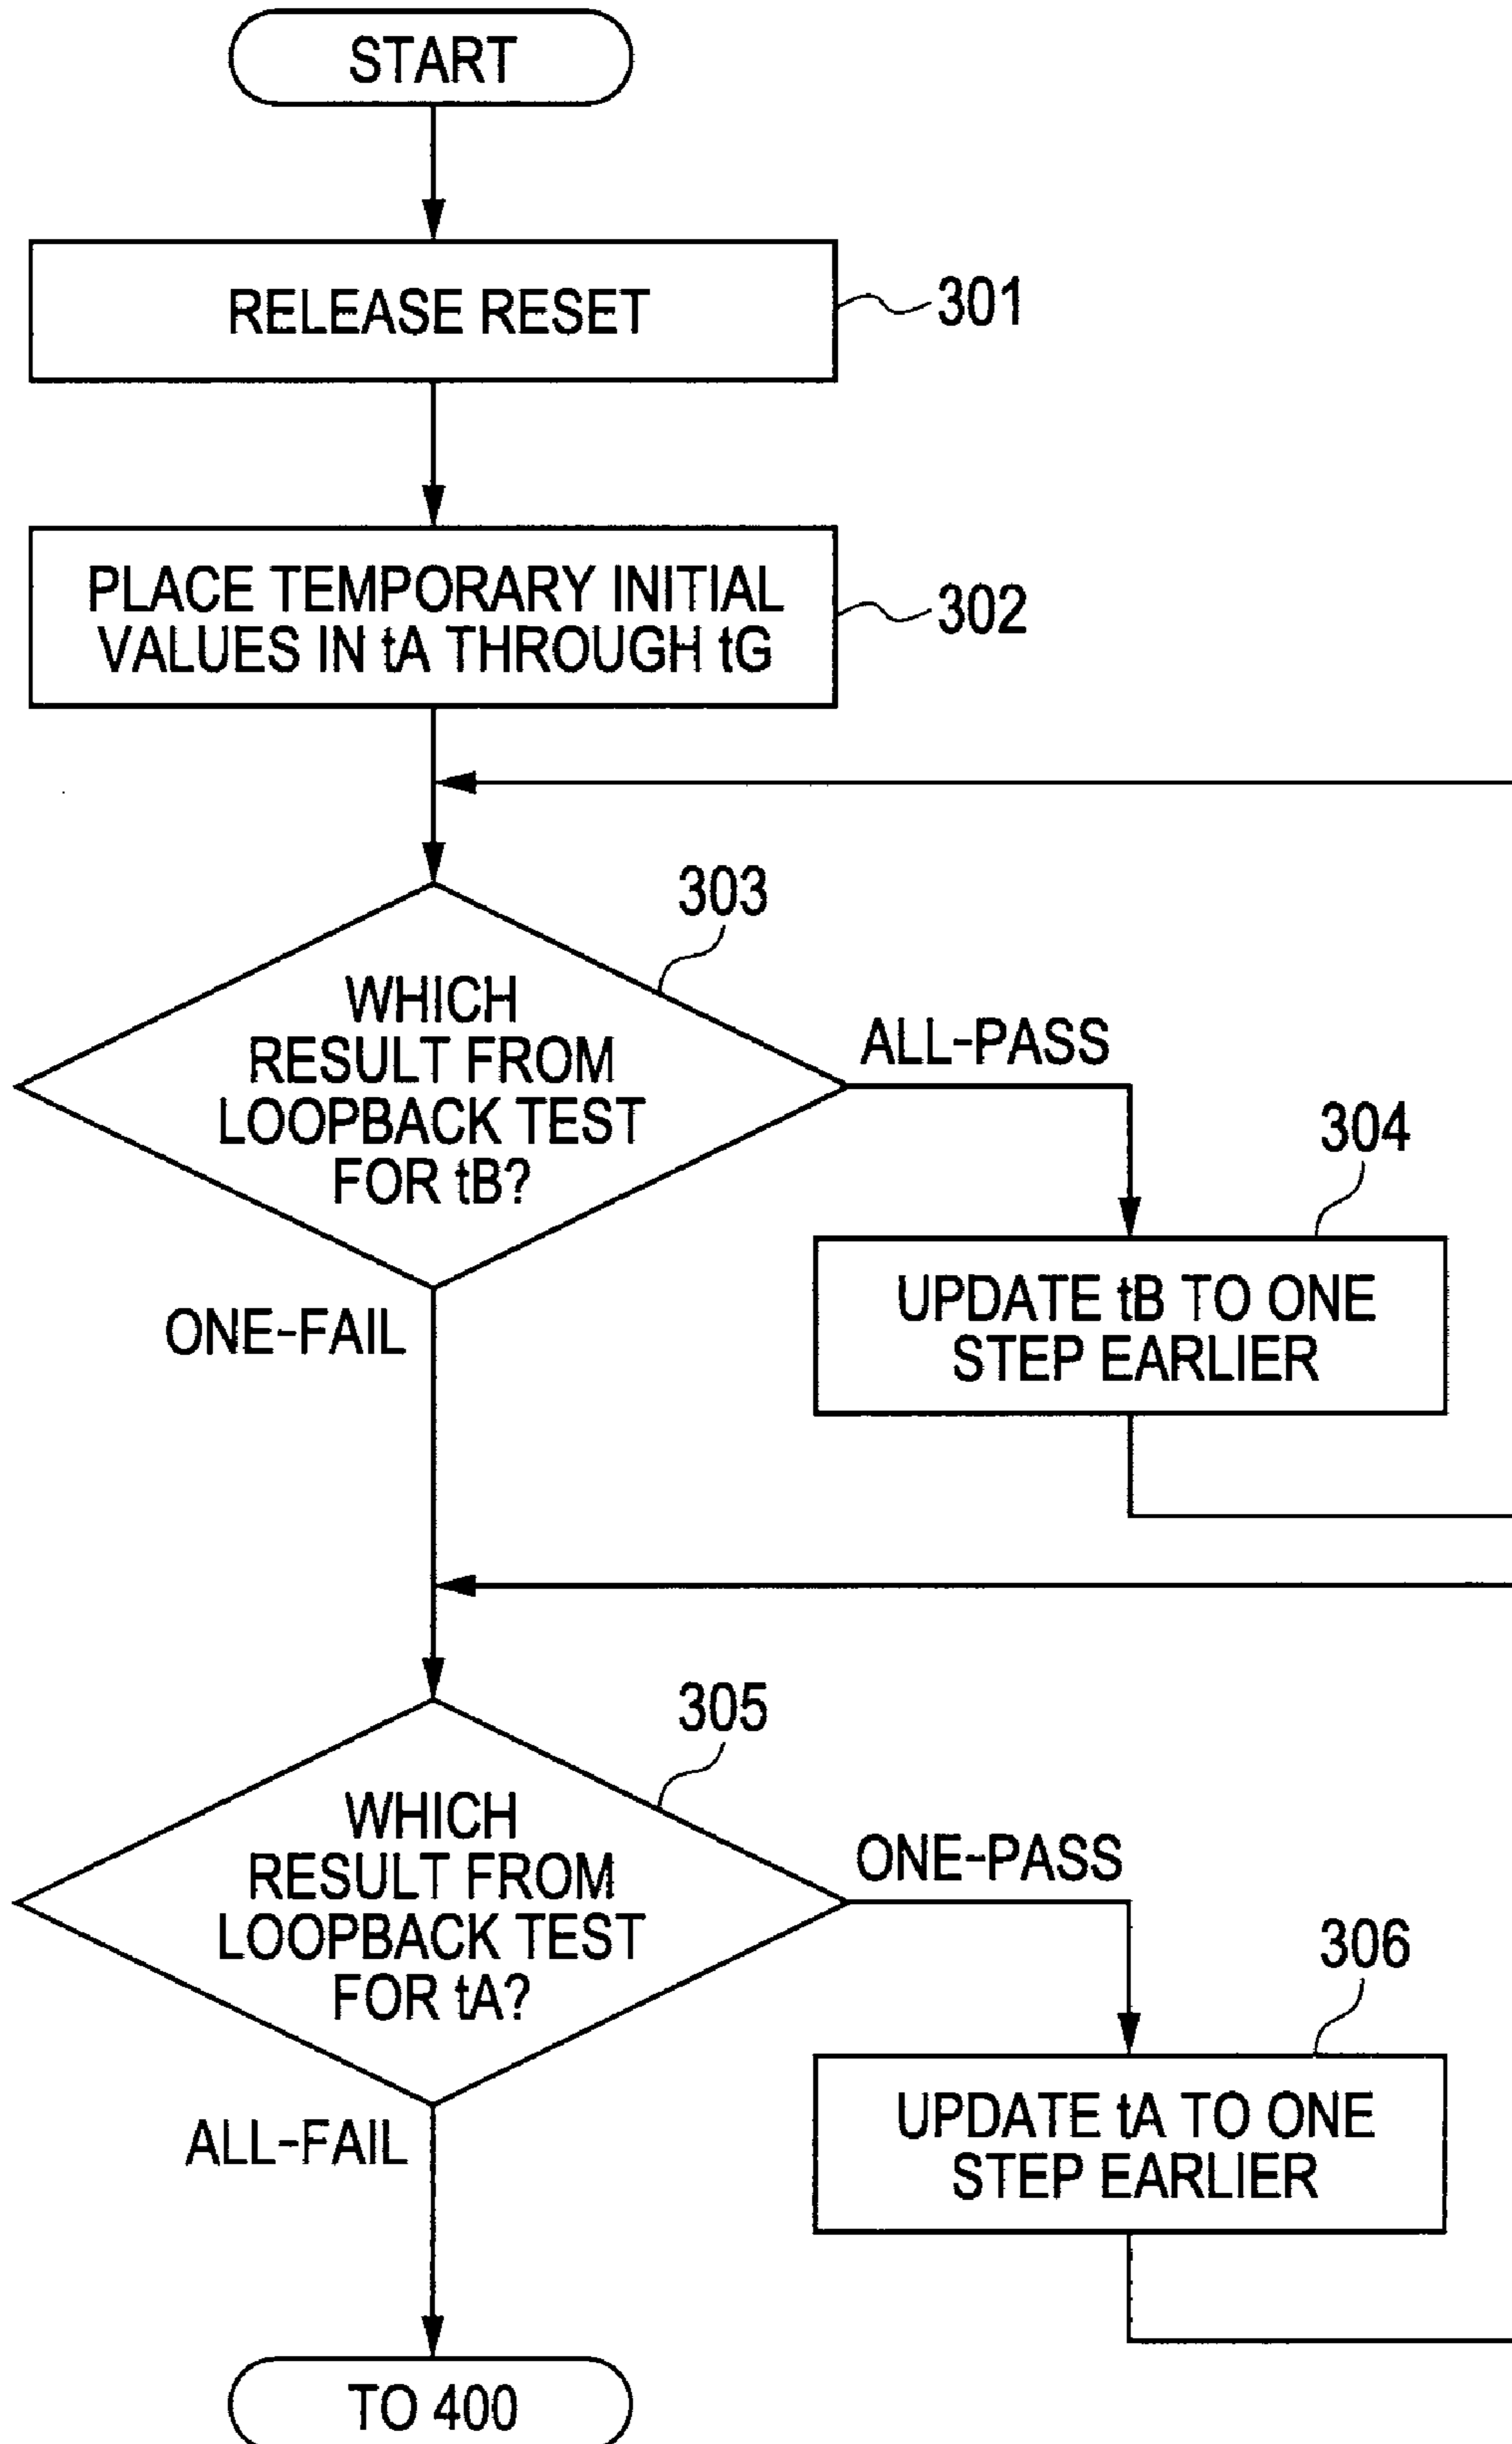 START
RELEASE RESET
301
PLACE TEMPORARY INITIAL
VALUES IN tA THROUGH tG
302
303
WHICH
RESULT FROM
LOOPBACK TEST
FOR tB?
ALL-PASS
304
UPDATE tB TO ONE
STEP EARLIER
ONE-FAIL
305
WHICH
RESULT FROM
LOOPBACK TEST
FOR tA?
ONE-PASS
306
UPDATE tA TO ONE
STEP EARLIER
ALL-FAIL
TO 400